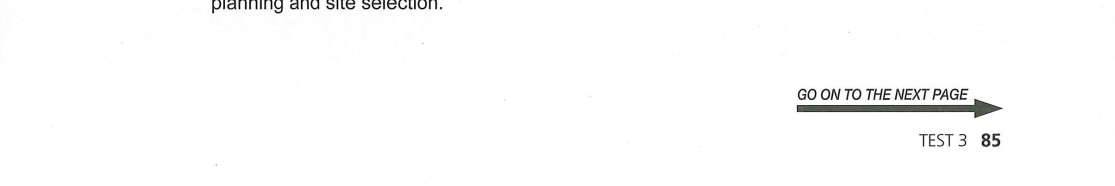 planning and site selection.
GO ON TO THE NEXT PAGE
TEST 3 85